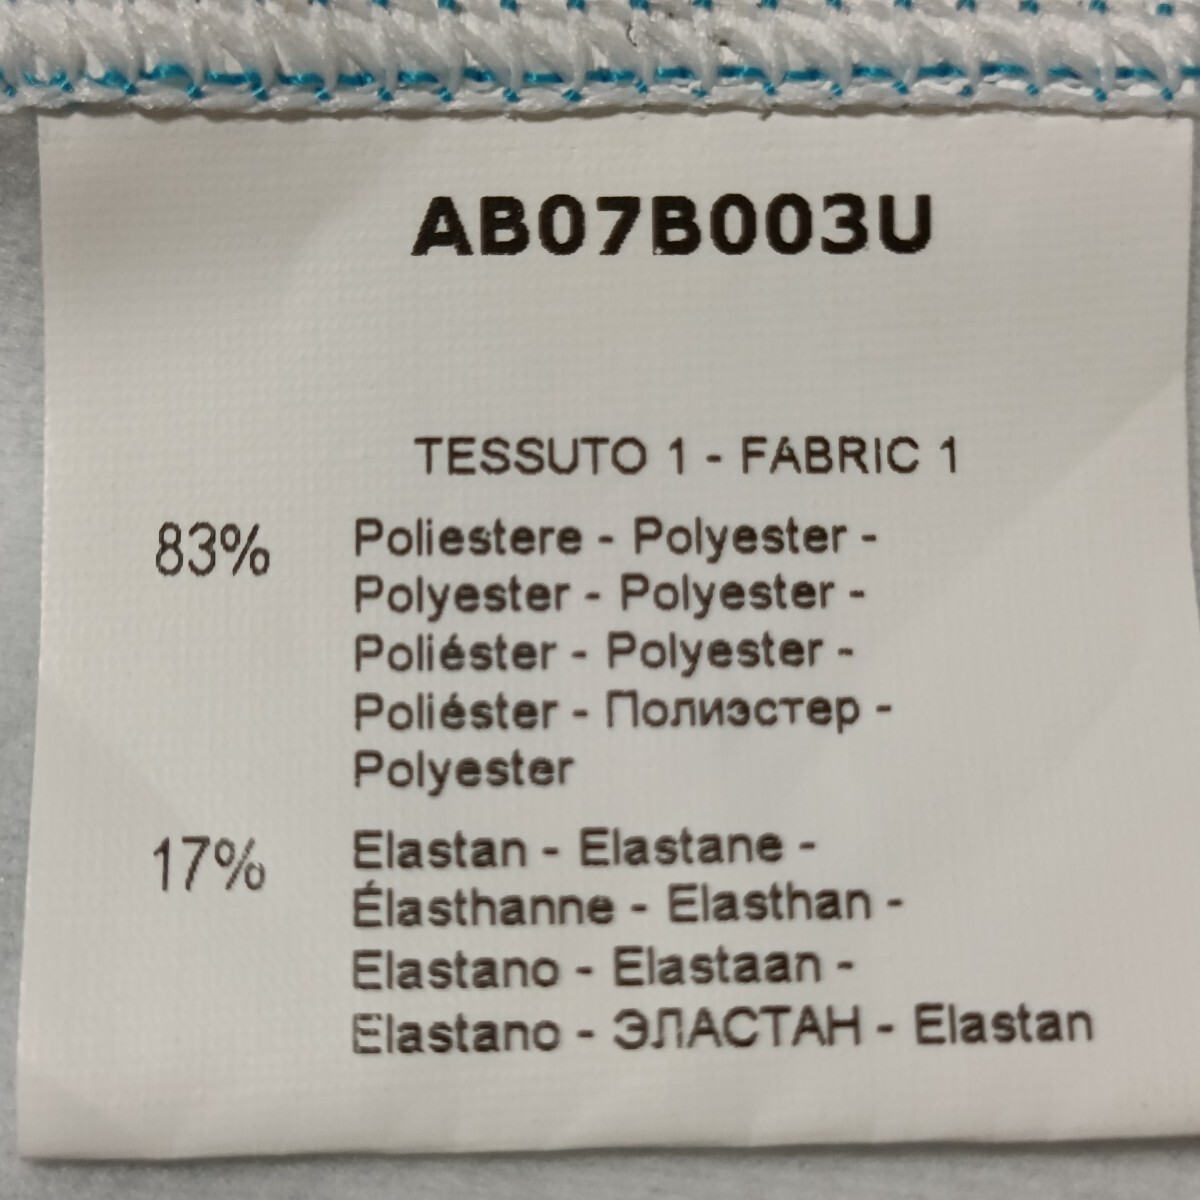 AB07B003U
TESSUTO 1 - FABRIC 1
83% Poliestere - Polyester -
Polyester - Polyester -
Poliéster - Polyester -
Poliéster - Полиэстер -
Polyester
17% Elastan - Elastane -
Élasthanne - Elasthan -
Elastano - Elastaan -
Elastano - ЭЛАСТАН - Elastan